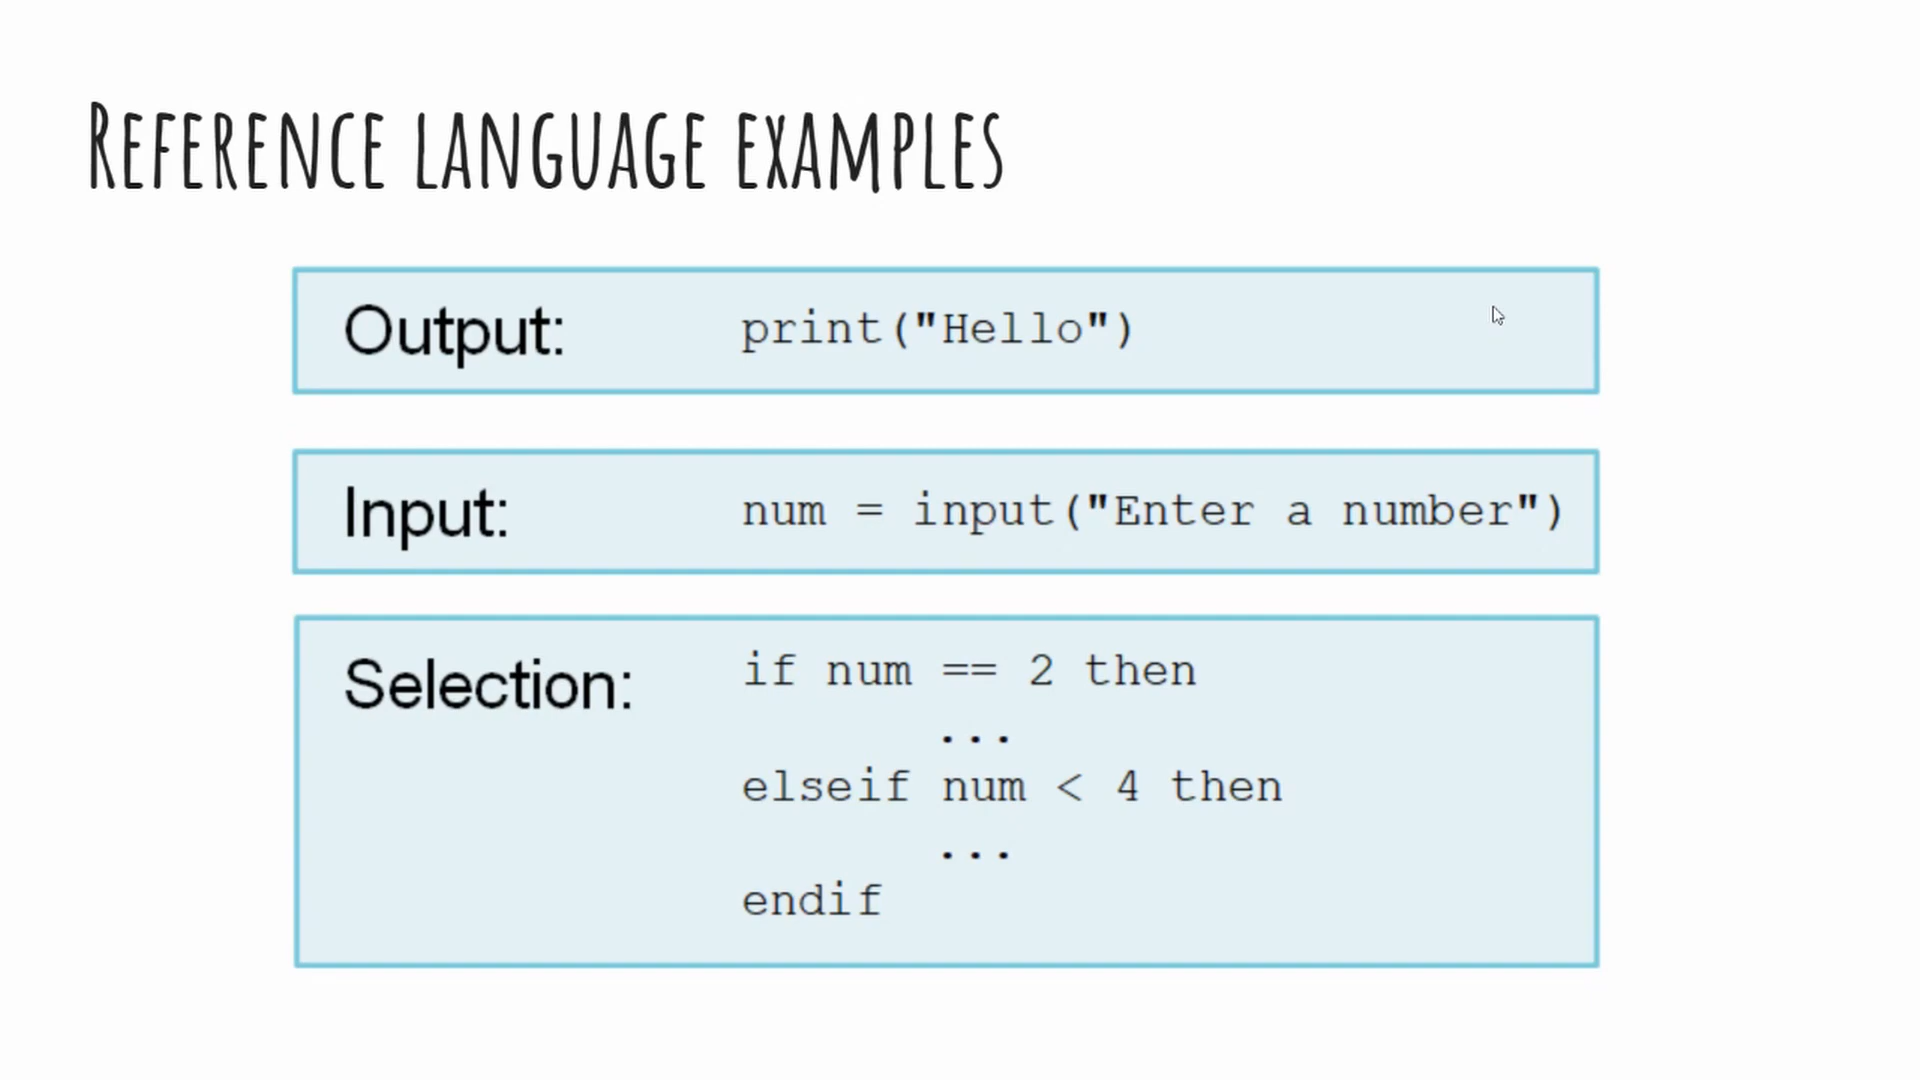 Reference language examples
Output: print("Hello")
Input: num = input("Enter a number")
Selection: if num == 2 then
...
elseif num < 4 then
...
endif